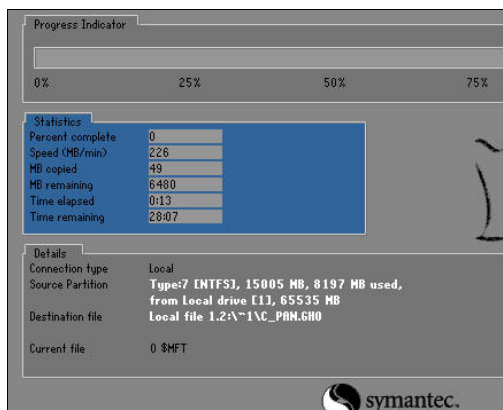 Progress Indicator
0% 25% 50% 75%
Statistics
Percent complete 0
Speed (MB/min) 226
MB copied 49
MB remaining 6480
Time elapsed 0:13
Time remaining 28:07
Details
Connection type Local
Source Partition Type:7 [NTFS], 15005 MB, 8197 MB used,
from Local drive [1], 65535 MB
Destination file Local file 1.2:\~1\C_PAN.GHO
Current file 0 $MFT
symantec.